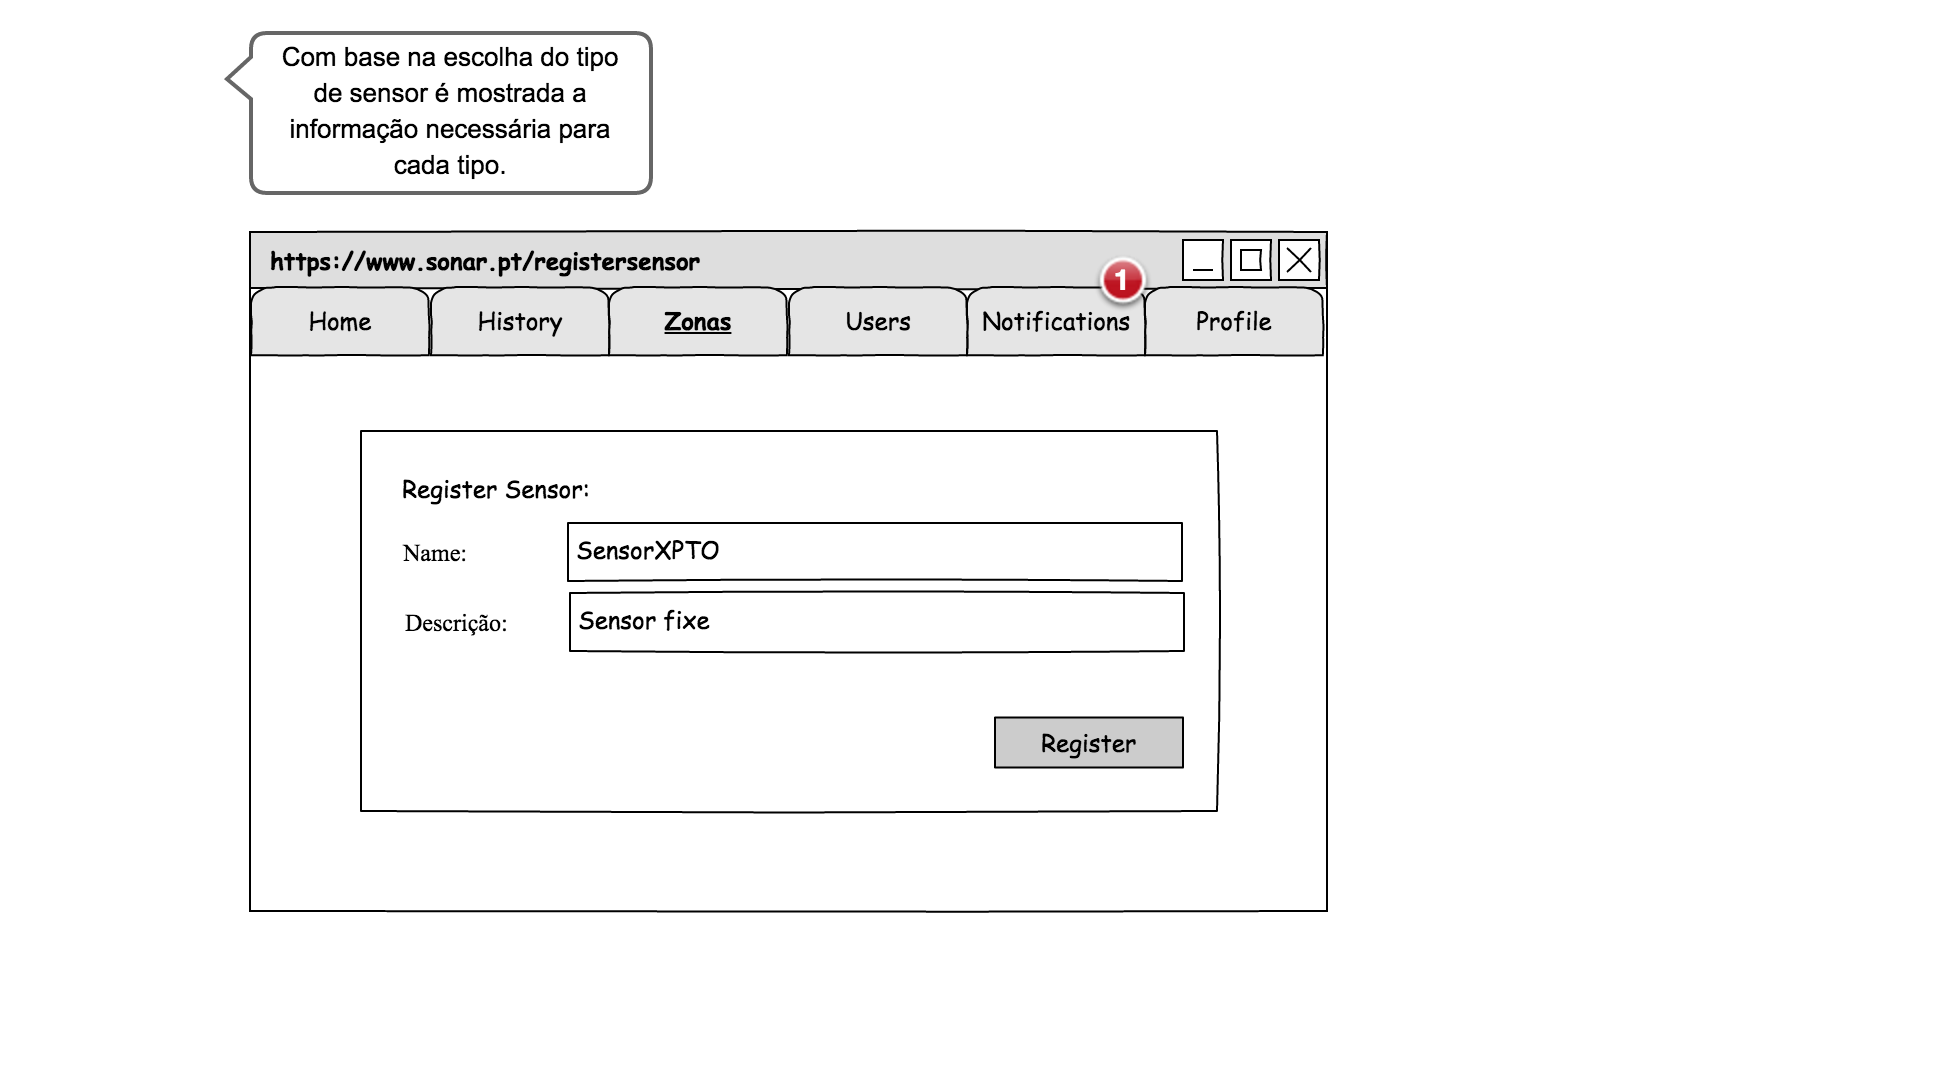 Com base na escolha do tipo
de sensor é mostrada a
informação necessária para
cada tipo.
https://www.sonar.pt/registersensor
1
Home History Zonas Users Notifications Profile
Register Sensor:
Name: SensorXPTO
Descrição: Sensor fixe
Register